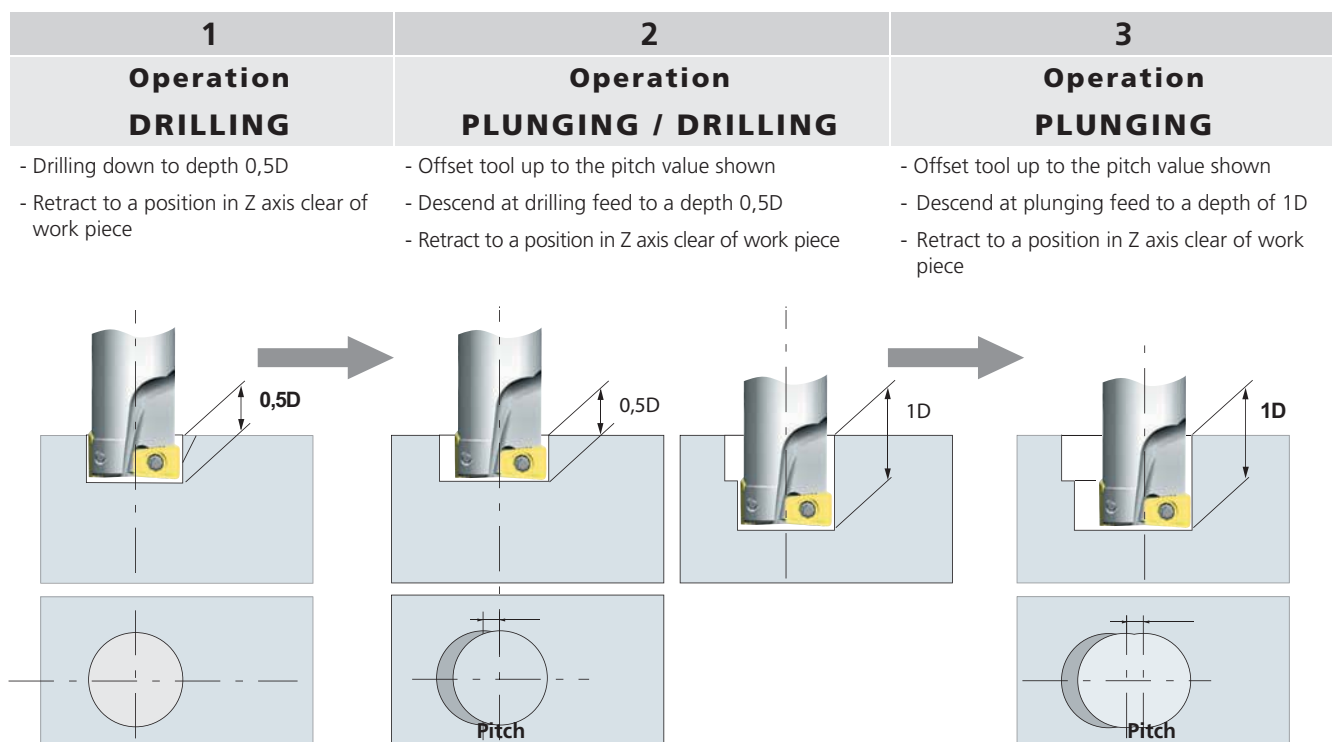 1
Operation
DRILLING
- Drilling down to depth 0,5D
- Retract to a position in Z axis clear of
work piece
2
Operation
PLUNGING / DRILLING
- Offset tool up to the pitch value shown
- Descend at drilling feed to a depth 0,5D
- Retract to a position in Z axis clear of work piece
3
Operation
PLUNGING
- Offset tool up to the pitch value shown
- Descend at plunging feed to a depth of 1D
- Retract to a position in Z axis clear of work
piece
0,5D
0,5D
1D
1D
Pitch
Pitch